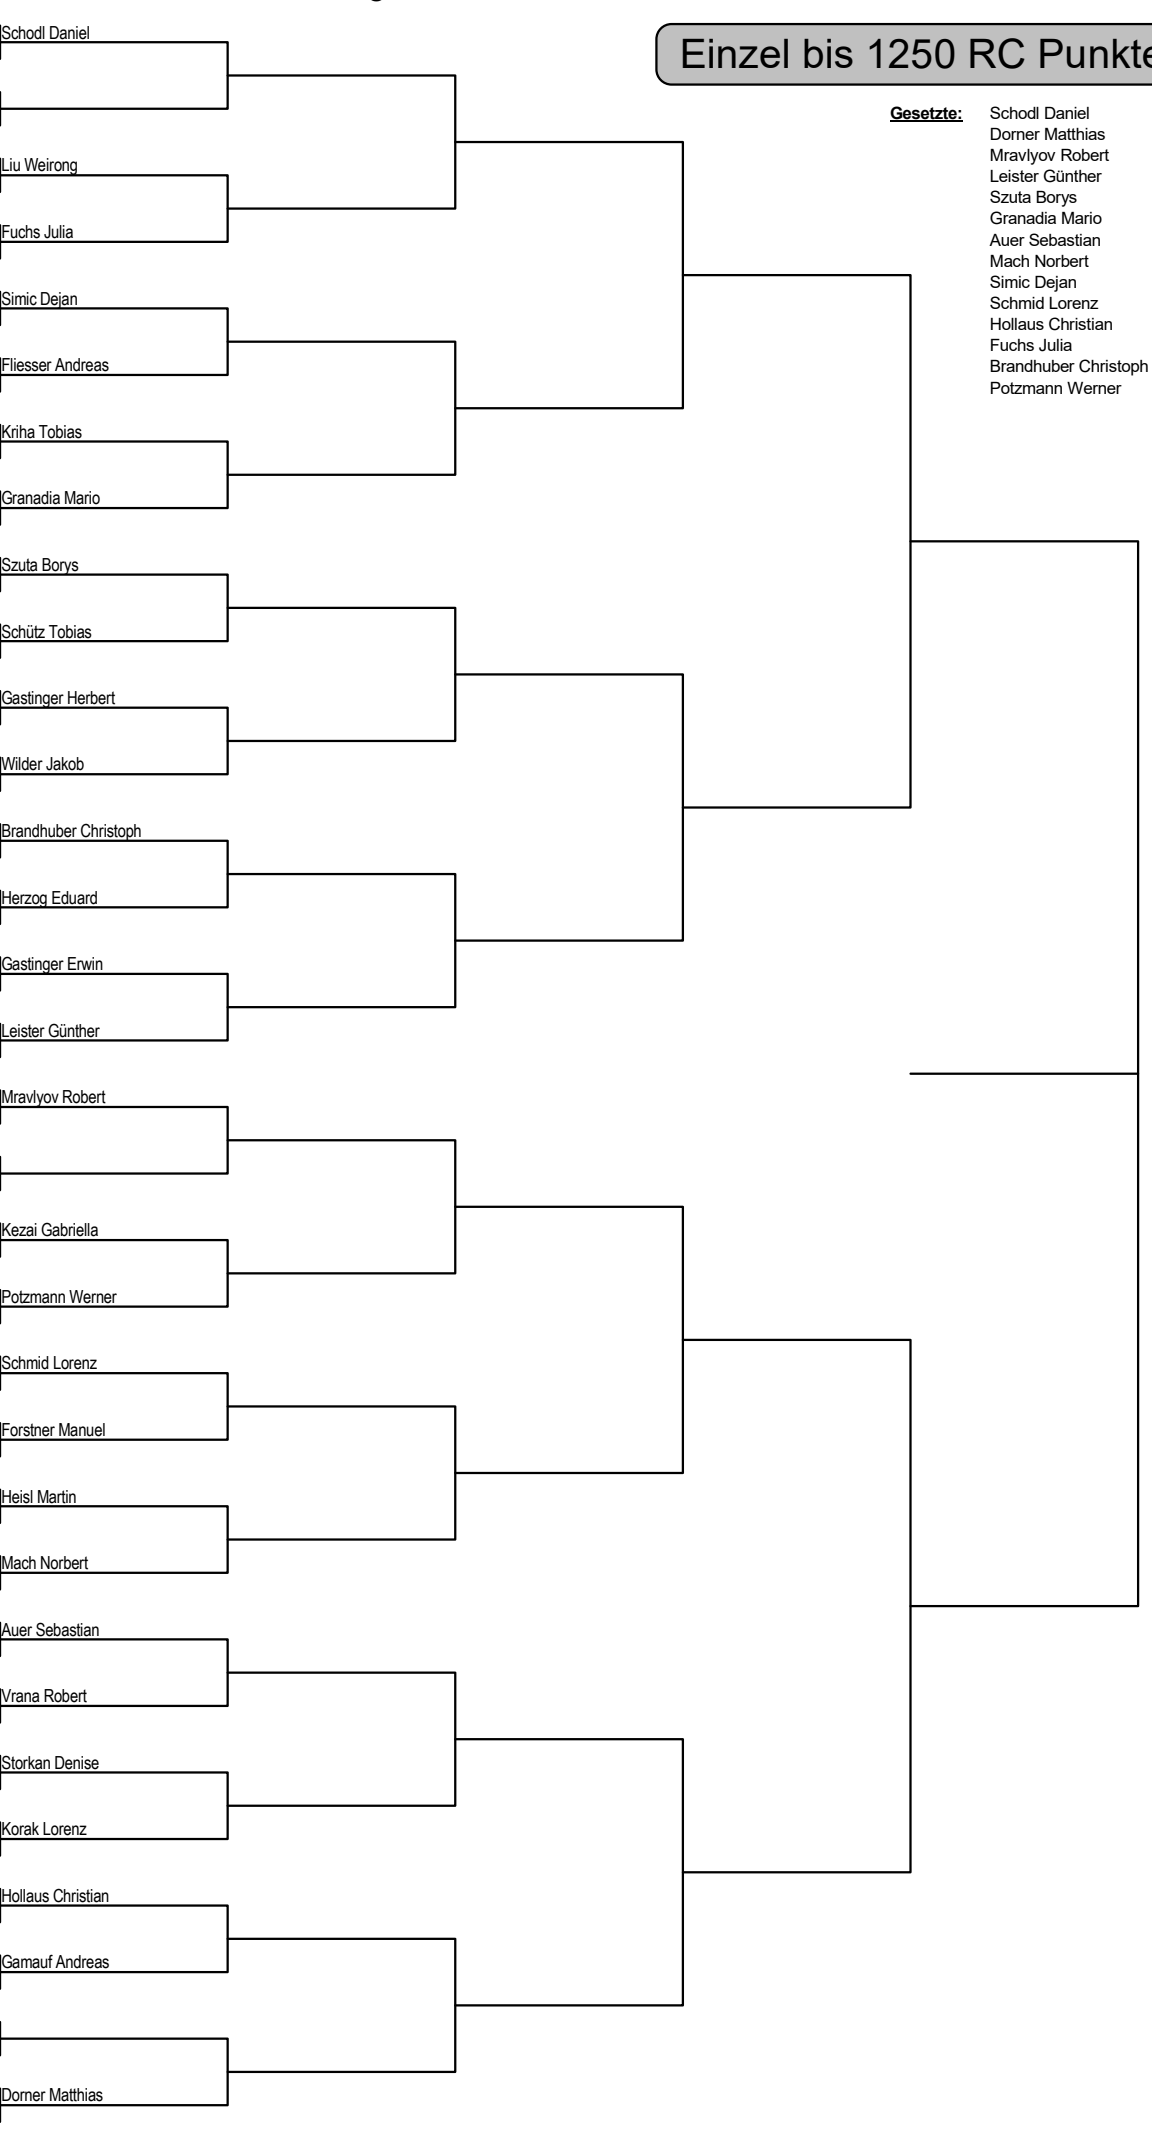 Schodl Daniel
Einzel bis 1250 RC Punkte
Gesetzte: Schodl Daniel
Dorner Matthias
Mravlyov Robert
Leister Günther
Szuta Borys
Granadia Mario
Auer Sebastian
Mach Norbert
Simic Dejan
Schmid Lorenz
Hollaus Christian
Fuchs Julia
Brandhuber Christoph
Potzmann Werner
Liu Weirong
Fuchs Julia
Simic Dejan
Fliesser Andreas
Kriha Tobias
Granadia Mario
Szuta Borys
Schütz Tobias
Gastinger Herbert
Wilder Jakob
Brandhuber Christoph
Herzog Eduard
Gastinger Erwin
Leister Günther
Mravlyov Robert
Kezai Gabriella
Potzmann Werner
Schmid Lorenz
Forstner Manuel
Heisl Martin
Mach Norbert
Auer Sebastian
Vrana Robert
Storkan Denise
Korak Lorenz
Hollaus Christian
Gamauf Andreas
Dorner Matthias